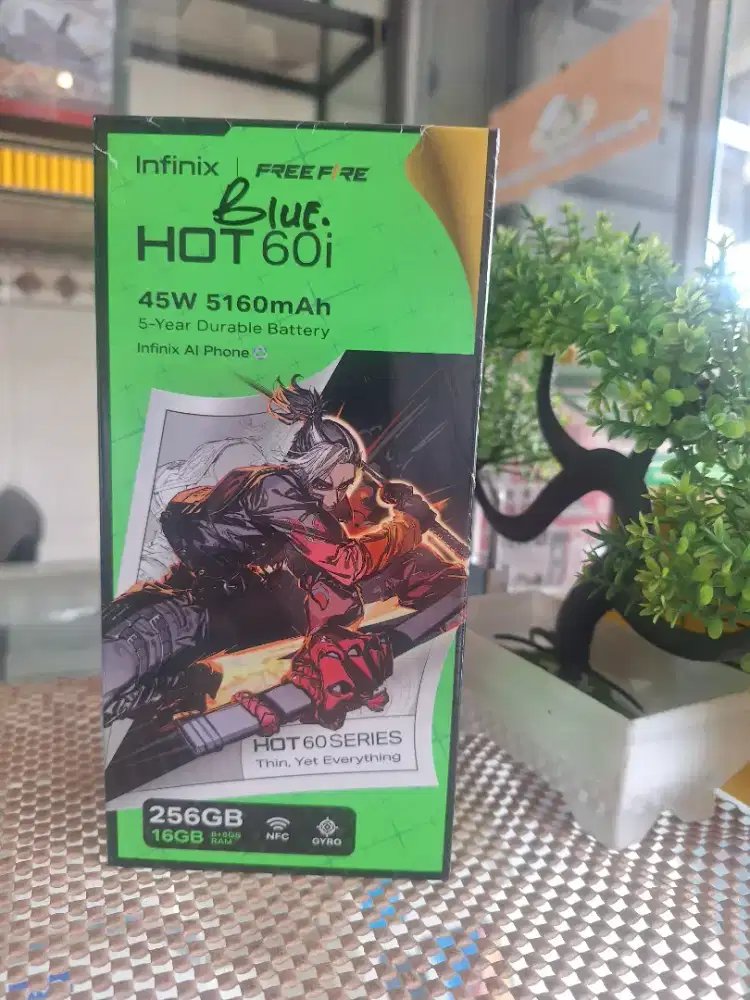 Infinix | FREE FIRE
Blue.
HOT 60i
45W 5160mAh
5-Year Durable Battery
Infinix AI Phone
HOT 60 SERIES
Thin, Yet Everything
256GB
16GB 8+8GB RAM
NFC
GYRO